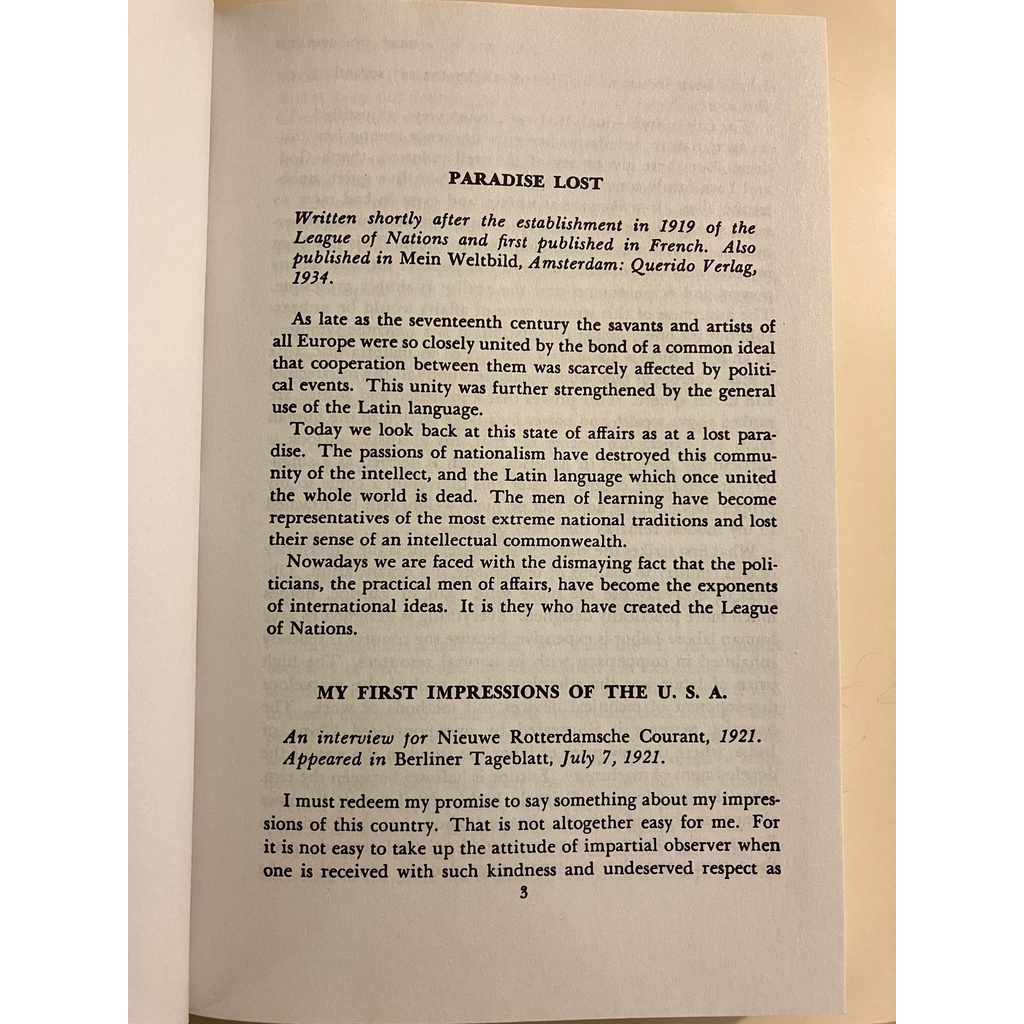 PARADISE LOST
Written shortly after the establishment in 1919 of the
League of Nations and first published in French. Also
published in Mein Weltbild, Amsterdam: Querido Verlag,
1934.
As late as the seventeenth century the savants and artists of
all Europe were so closely united by the bond of a common ideal
that cooperation between them was scarcely affected by politi-
cal events. This unity was further strengthened by the general
use of the Latin language.
Today we look back at this state of affairs as at a lost para-
dise. The passions of nationalism have destroyed this commu-
nity of the intellect, and the Latin language which once united
the whole world is dead. The men of learning have become
representatives of the most extreme national traditions and lost
their sense of an intellectual commonwealth.
Nowadays we are faced with the dismaying fact that the poli-
ticians, the practical men of affairs, have become the exponents
of international ideas. It is they who have created the League
of Nations.
MY FIRST IMPRESSIONS OF THE U. S. A.
An interview for Nieuwe Rotterdamsche Courant, 1921.
Appeared in Berliner Tageblatt, July 7, 1921.
I must redeem my promise to say something about my impres-
sions of this country. That is not altogether easy for me. For
it is not easy to take up the attitude of impartial observer when
one is received with such kindness and undeserved respect as
3